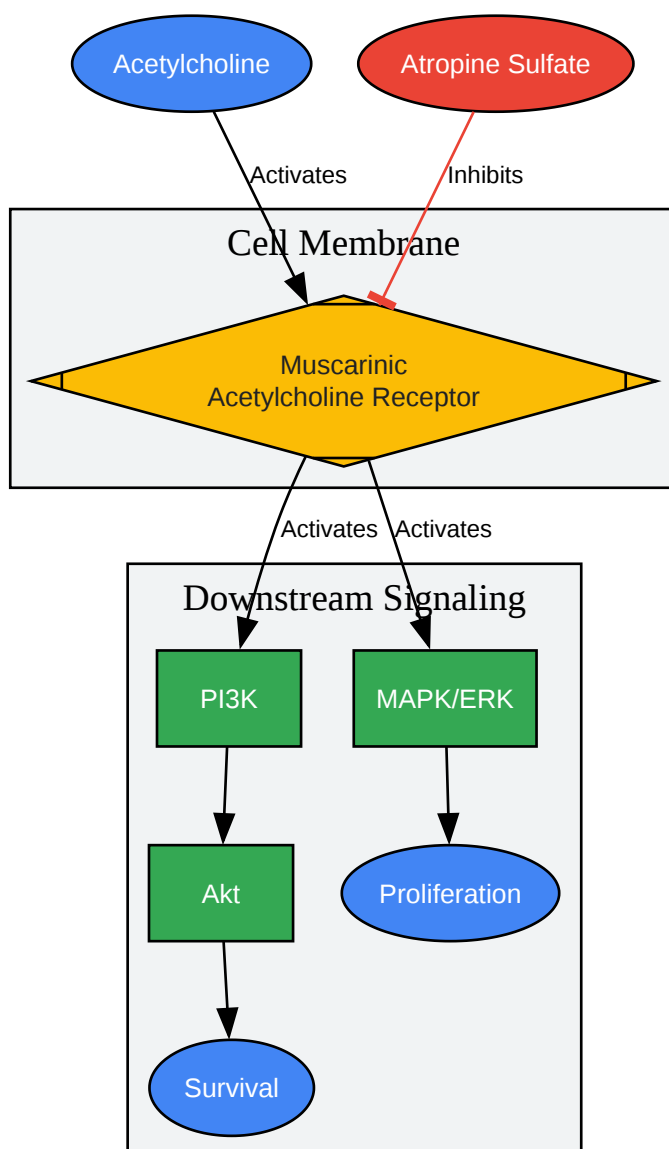 Acetylcholine
Atropine Sulfate
Activates
Inhibits
Cell Membrane
Muscarinic
Acetylcholine Receptor
Activates
Activates
Downstream Signaling
PI3K
MAPK/ERK
Akt
Proliferation
Survival